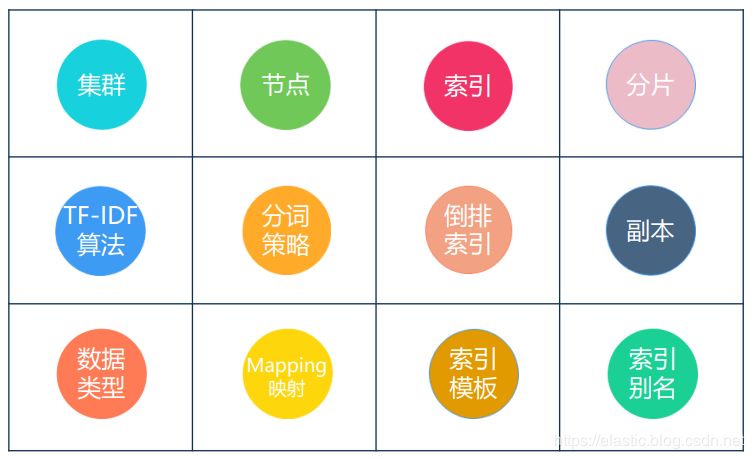 集群
节点
索引
分片
TF-IDF
算法
分词
策略
倒排
索引
副本
数据
类型
Mapping
映射
索引
模板
索引
别名
https://elastic.blog.csdn.net